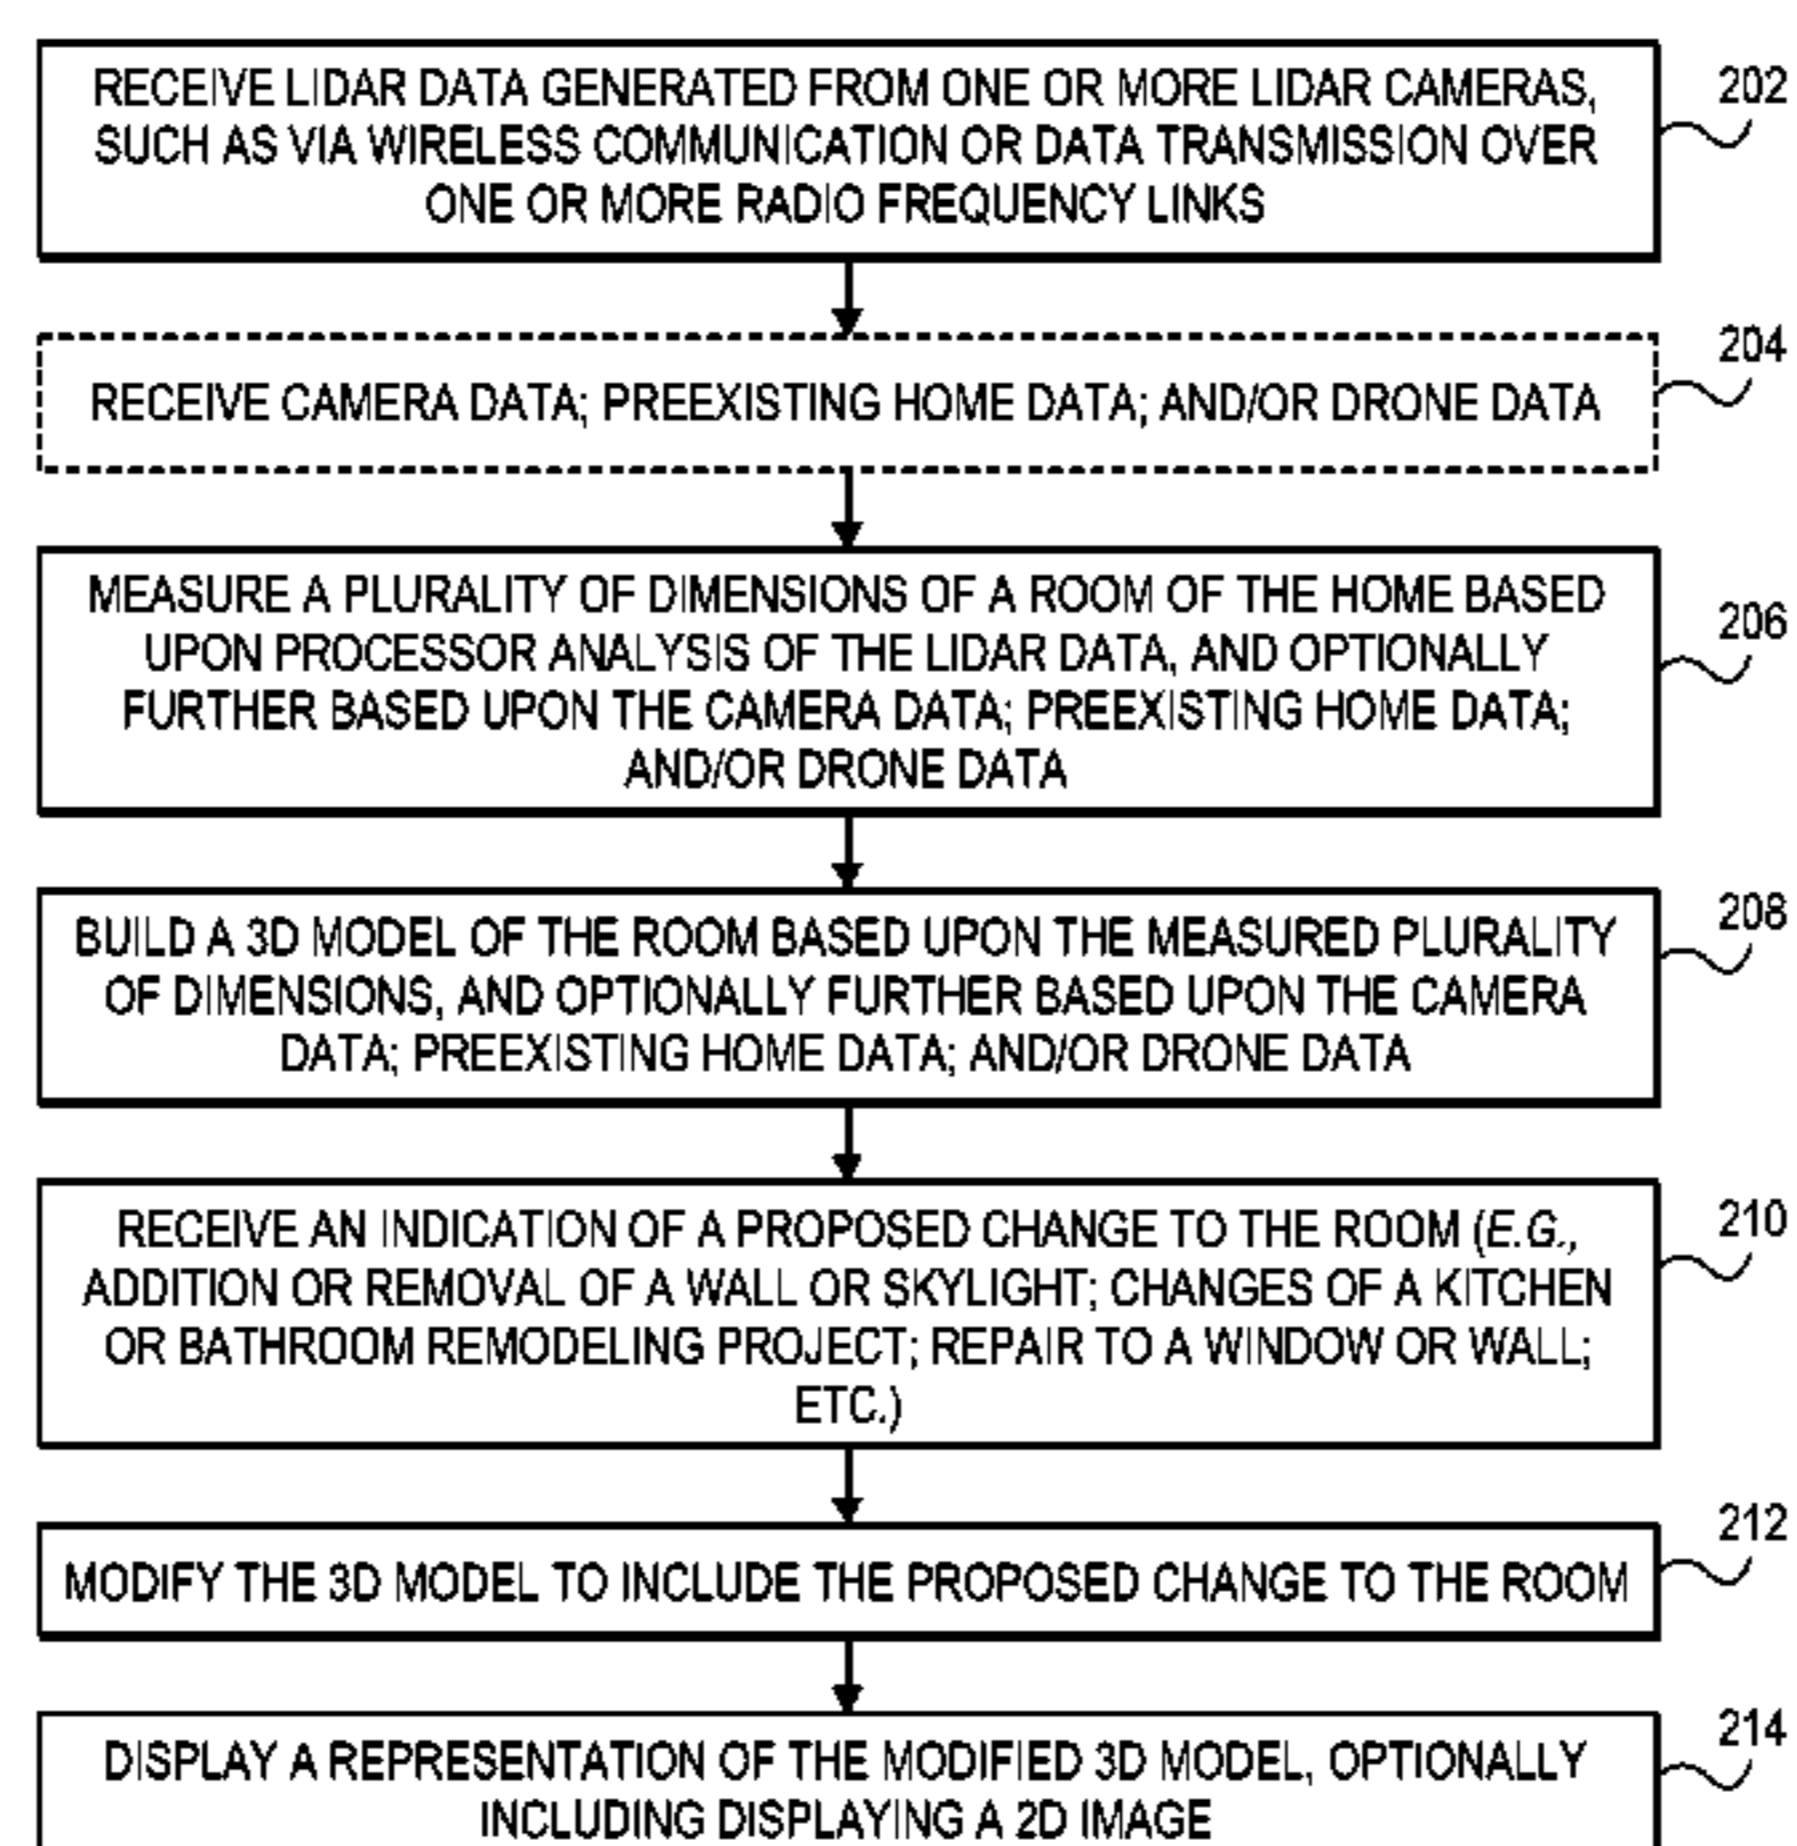 RECEIVE LIDAR DATA GENERATED FROM ONE OR MORE LIDAR CAMERAS,
SUCH AS VIA WIRELESS COMMUNICATION OR DATA TRANSMISSION OVER
ONE OR MORE RADIO FREQUENCY LINKS
202
RECEIVE CAMERA DATA; PREEXISTING HOME DATA; AND/OR DRONE DATA
204
MEASURE A PLURALITY OF DIMENSIONS OF A ROOM OF THE HOME BASED
UPON PROCESSOR ANALYSIS OF THE LIDAR DATA, AND OPTIONALLY
FURTHER BASED UPON THE CAMERA DATA; PREEXISTING HOME DATA;
AND/OR DRONE DATA
206
BUILD A 3D MODEL OF THE ROOM BASED UPON THE MEASURED PLURALITY
OF DIMENSIONS, AND OPTIONALLY FURTHER BASED UPON THE CAMERA
DATA; PREEXISTING HOME DATA; AND/OR DRONE DATA
208
RECEIVE AN INDICATION OF A PROPOSED CHANGE TO THE ROOM (E.G.,
ADDITION OR REMOVAL OF A WALL OR SKYLIGHT; CHANGES OF A KITCHEN
OR BATHROOM REMODELING PROJECT; REPAIR TO A WINDOW OR WALL;
ETC.)
210
MODIFY THE 3D MODEL TO INCLUDE THE PROPOSED CHANGE TO THE ROOM
212
DISPLAY A REPRESENTATION OF THE MODIFIED 3D MODEL, OPTIONALLY
INCLUDING DISPLAYING A 2D IMAGE
214